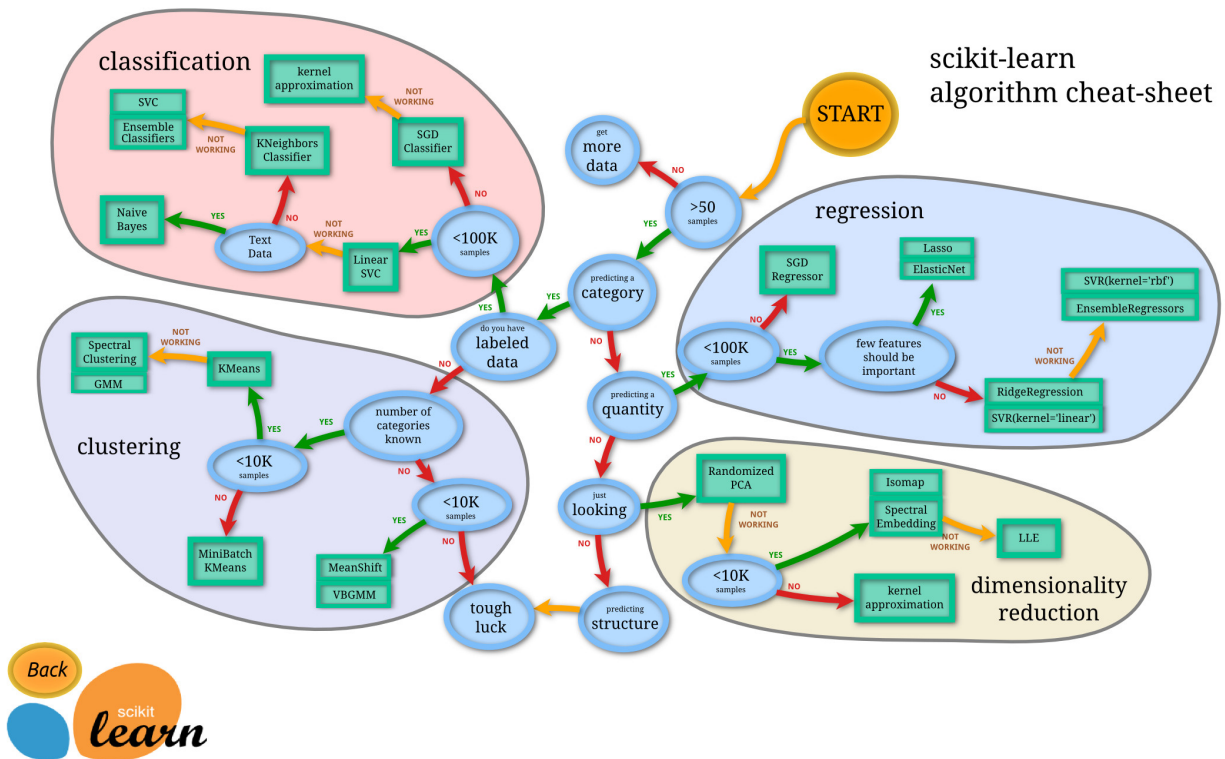 scikit-learn
algorithm cheat-sheet
START
classification
kernel
approximation
NOT
WORKING
SVC
Ensemble
Classifiers
NOT
WORKING
KNeighbors
Classifier
SGD
Classifier
NO
Naive
Bayes
YES
Text
Data
NO
NOT
WORKING
Linear
SVC
YES
<100K
samples
get
more
data
NO
>50
samples
YES
predicting a
category
YES
NO
do you have
labeled
data
YES
NO
predicting a
quantity
YES
NO
just
looking
YES
NO
predicting
structure
tough
luck
regression
SGD
Regressor
NO
<100K
samples
YES
Lasso
ElasticNet
YES
few features
should be
important
NO
SVR(kernel='rbf')
EnsembleRegressors
NOT
WORKING
RidgeRegression
SVR(kernel='linear')
clustering
Spectral
Clustering
GMM
NOT
WORKING
KMeans
YES
number of
categories
known
YES
NO
<10K
samples
NO
MiniBatch
KMeans
<10K
samples
YES
NO
MeanShift
VBGMM
dimensionality
reduction
Randomized
PCA
NOT
WORKING
<10K
samples
YES
NO
Isomap
Spectral
Embedding
NOT
WORKING
LLE
kernel
approximation
Back
scikit
learn